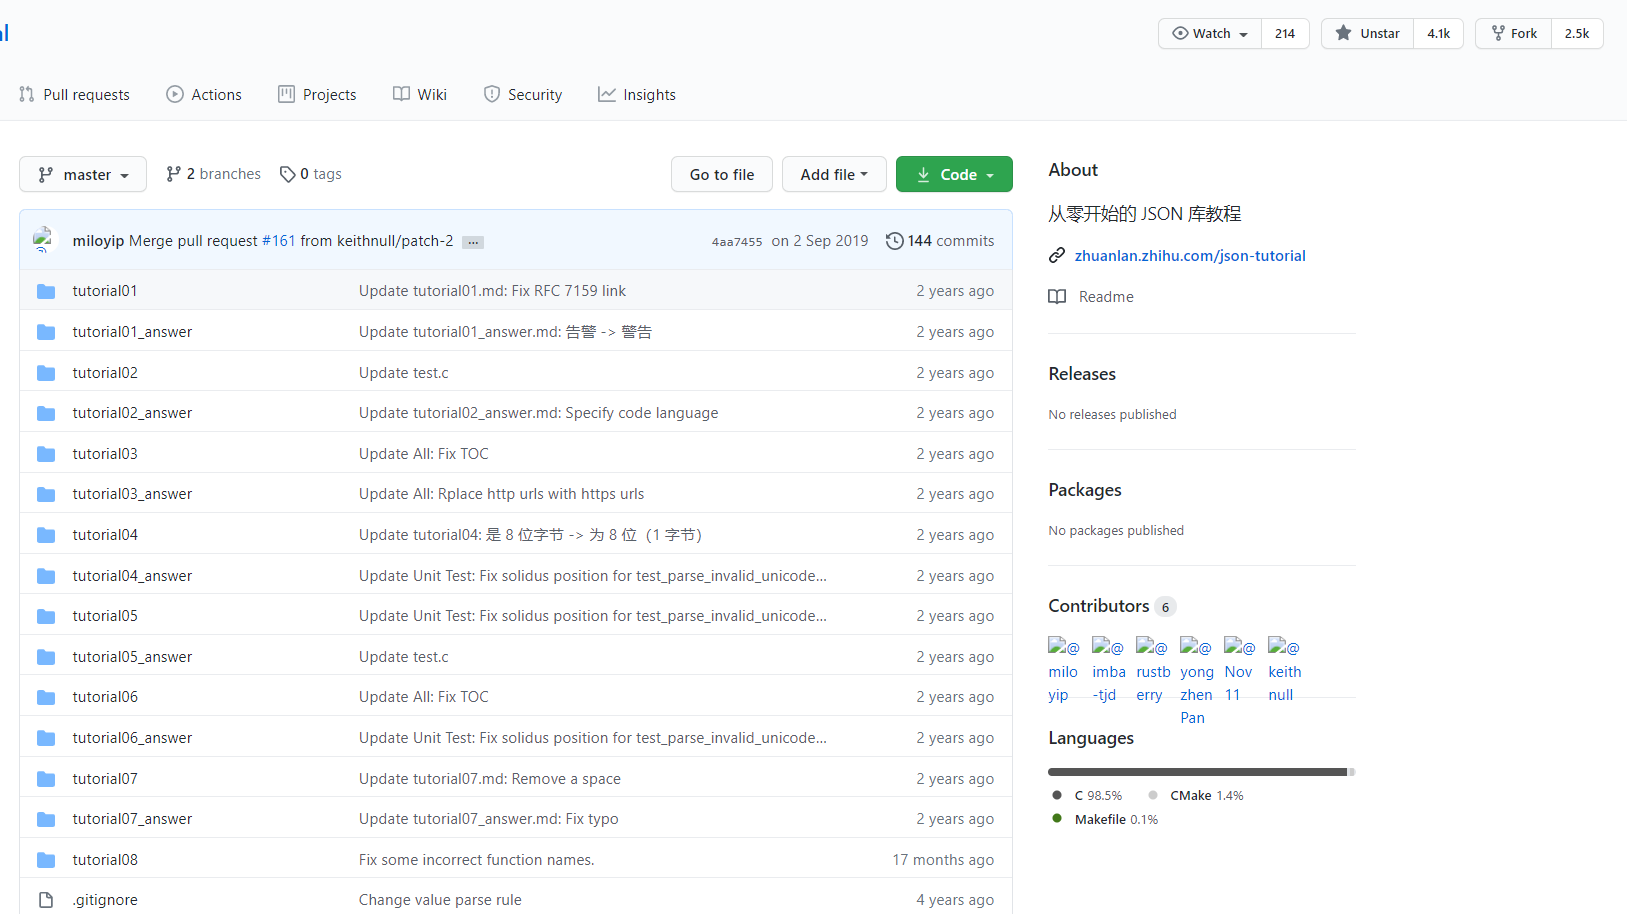 al
Watch 214 Unstar 4.1k Fork 2.5k
Pull requests Actions Projects Wiki Security Insights
master 2 branches 0 tags Go to file Add file Code
miloyip Merge pull request #161 from keithnull/patch-2 ... 4aa7455 on 2 Sep 2019 144 commits
tutorial01 Update tutorial01.md: Fix RFC 7159 link 2 years ago
tutorial01_answer Update tutorial01_answer.md: 告警 -> 警告 2 years ago
tutorial02 Update test.c 2 years ago
tutorial02_answer Update tutorial02_answer.md: Specify code language 2 years ago
tutorial03 Update All: Fix TOC 2 years ago
tutorial03_answer Update All: Rplace http urls with https urls 2 years ago
tutorial04 Update tutorial04: 是 8 位字节 -> 为 8 位（1 字节） 2 years ago
tutorial04_answer Update Unit Test: Fix solidus position for test_parse_invalid_unicode... 2 years ago
tutorial05 Update Unit Test: Fix solidus position for test_parse_invalid_unicode... 2 years ago
tutorial05_answer Update test.c 2 years ago
tutorial06 Update All: Fix TOC 2 years ago
tutorial06_answer Update Unit Test: Fix solidus position for test_parse_invalid_unicode... 2 years ago
tutorial07 Update tutorial07.md: Remove a space 2 years ago
tutorial07_answer Update tutorial07_answer.md: Fix typo 2 years ago
tutorial08 Fix some incorrect function names. 17 months ago
.gitignore Change value parse rule 4 years ago
About
从零开始的 JSON 库教程
zhuanlan.zhihu.com/json-tutorial
Readme
Releases
No releases published
Packages
No packages published
Contributors 6
@ @ @ @ @ @
milo imba rustb yong Nov keith
yip -tjd erry zhen 11 null
Pan
Languages
C 98.5% CMake 1.4%
Makefile 0.1%